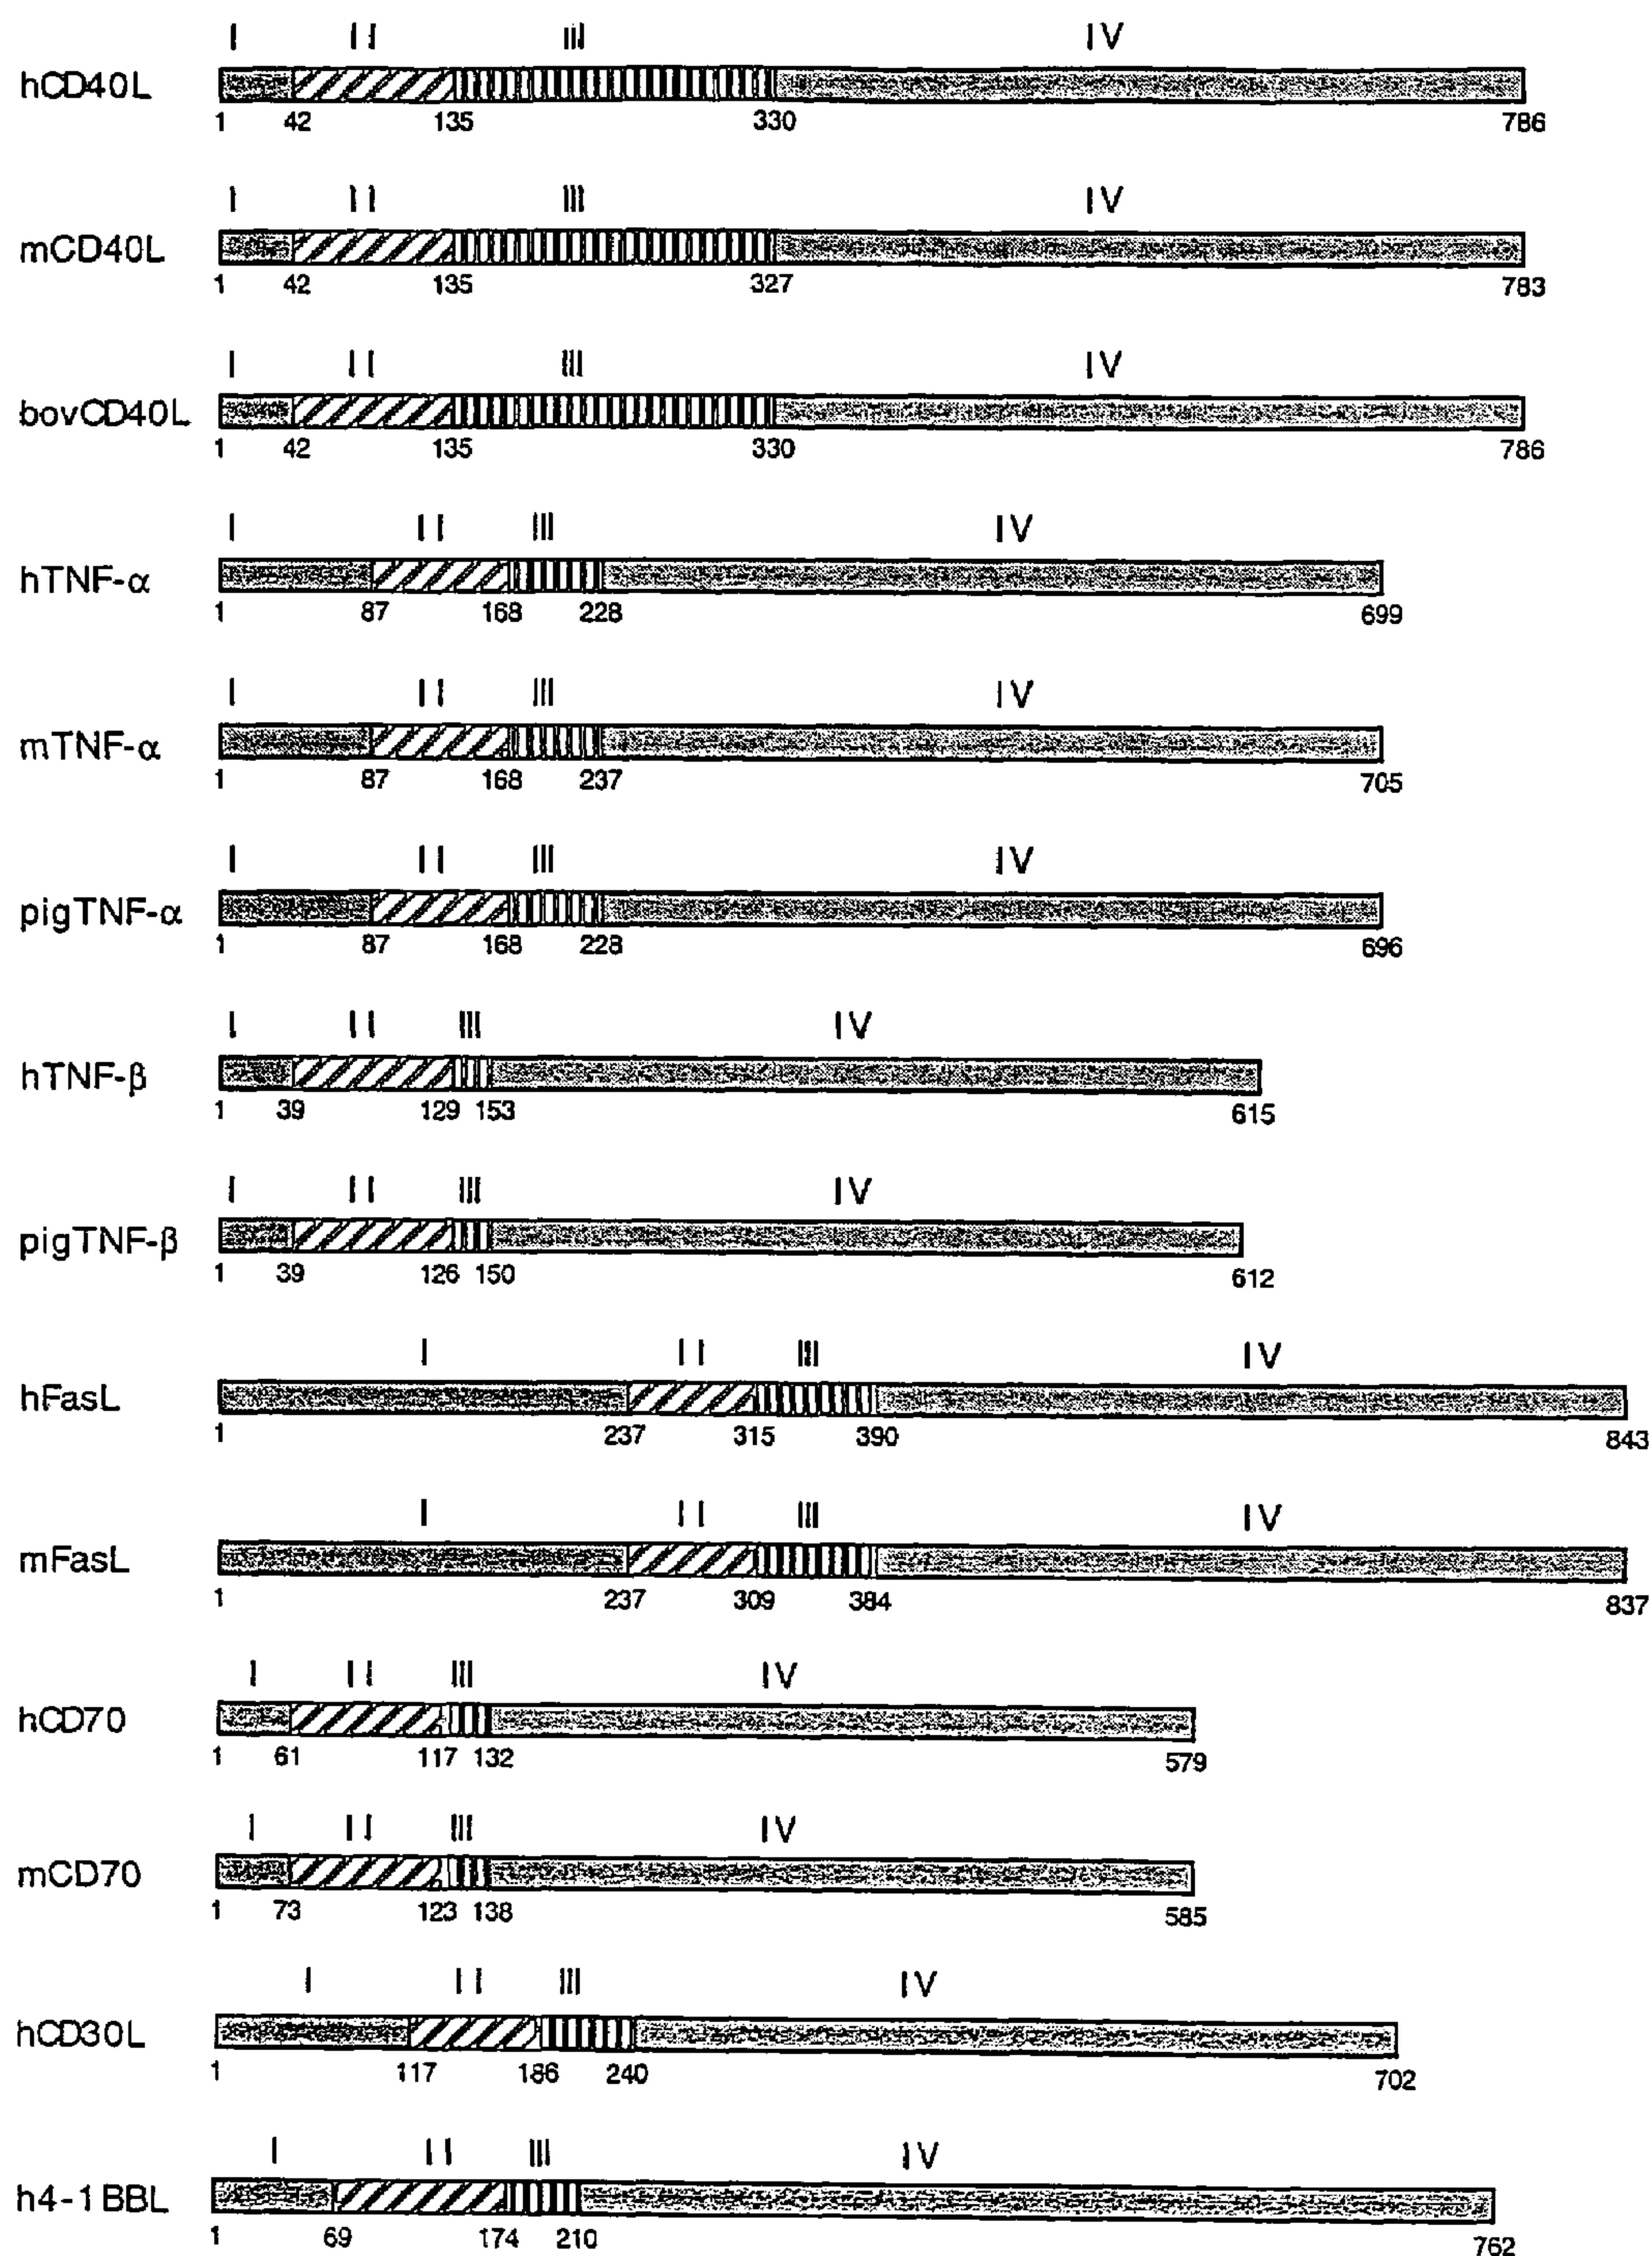 I II III IV
hCD40L
1 42 135 330 786
I II III IV
mCD40L
1 42 135 327 783
I II III IV
bovCD40L
1 42 135 330 786
I II III IV
hTNF-α
1 87 168 228 699
I II III IV
mTNF-α
1 87 168 237 705
I II III IV
pigTNF-α
1 87 168 228 696
I II III IV
hTNF-β
1 39 129 153 615
I II III IV
pigTNF-β
1 39 126 150 612
I II III IV
hFasL
1 237 315 390 843
I II III IV
mFasL
1 237 309 384 837
I II III IV
hCD70
1 61 117 132 579
I II III IV
mCD70
1 73 123 138 585
I II III IV
hCD30L
1 117 186 240 702
I II III IV
h4-1BBL
1 69 174 210 762